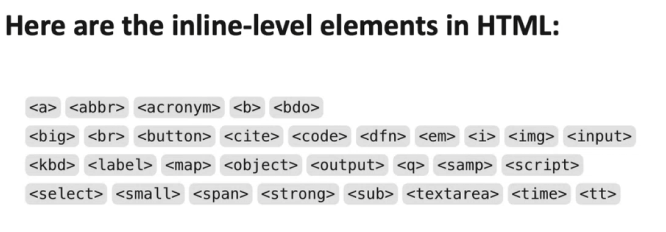 Here are the inline-level elements in HTML:
<a> <abbr> <acronym> <b> <bdo>
<big> <br> <button> <cite> <code> <dfn> <em> <i> <img> <input>
<kbd> <label> <map> <object> <output> <q> <samp> <script>
<select> <small> <span> <strong> <sub> <textarea> <time> <tt>